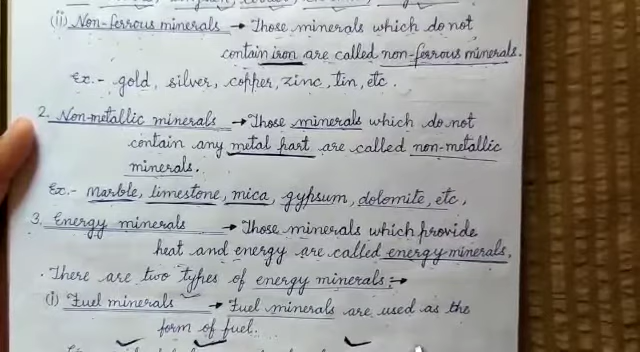 (ii) Non-ferrous minerals → Those minerals which do not
contain iron are called non-ferrous minerals.
Ex.- gold, silver, copper, zinc, tin, etc.
2. Non-metallic minerals → Those minerals which do not
contain any metal part are called non-metallic
minerals.
Ex.- Marble, limestone, mica, gypsum, dolomite, etc,
3. Energy minerals → Those minerals which provide
heat and energy are called energy minerals.
. There are two types of energy minerals:→
(i) Fuel minerals → Fuel minerals are used as the
form of fuel.